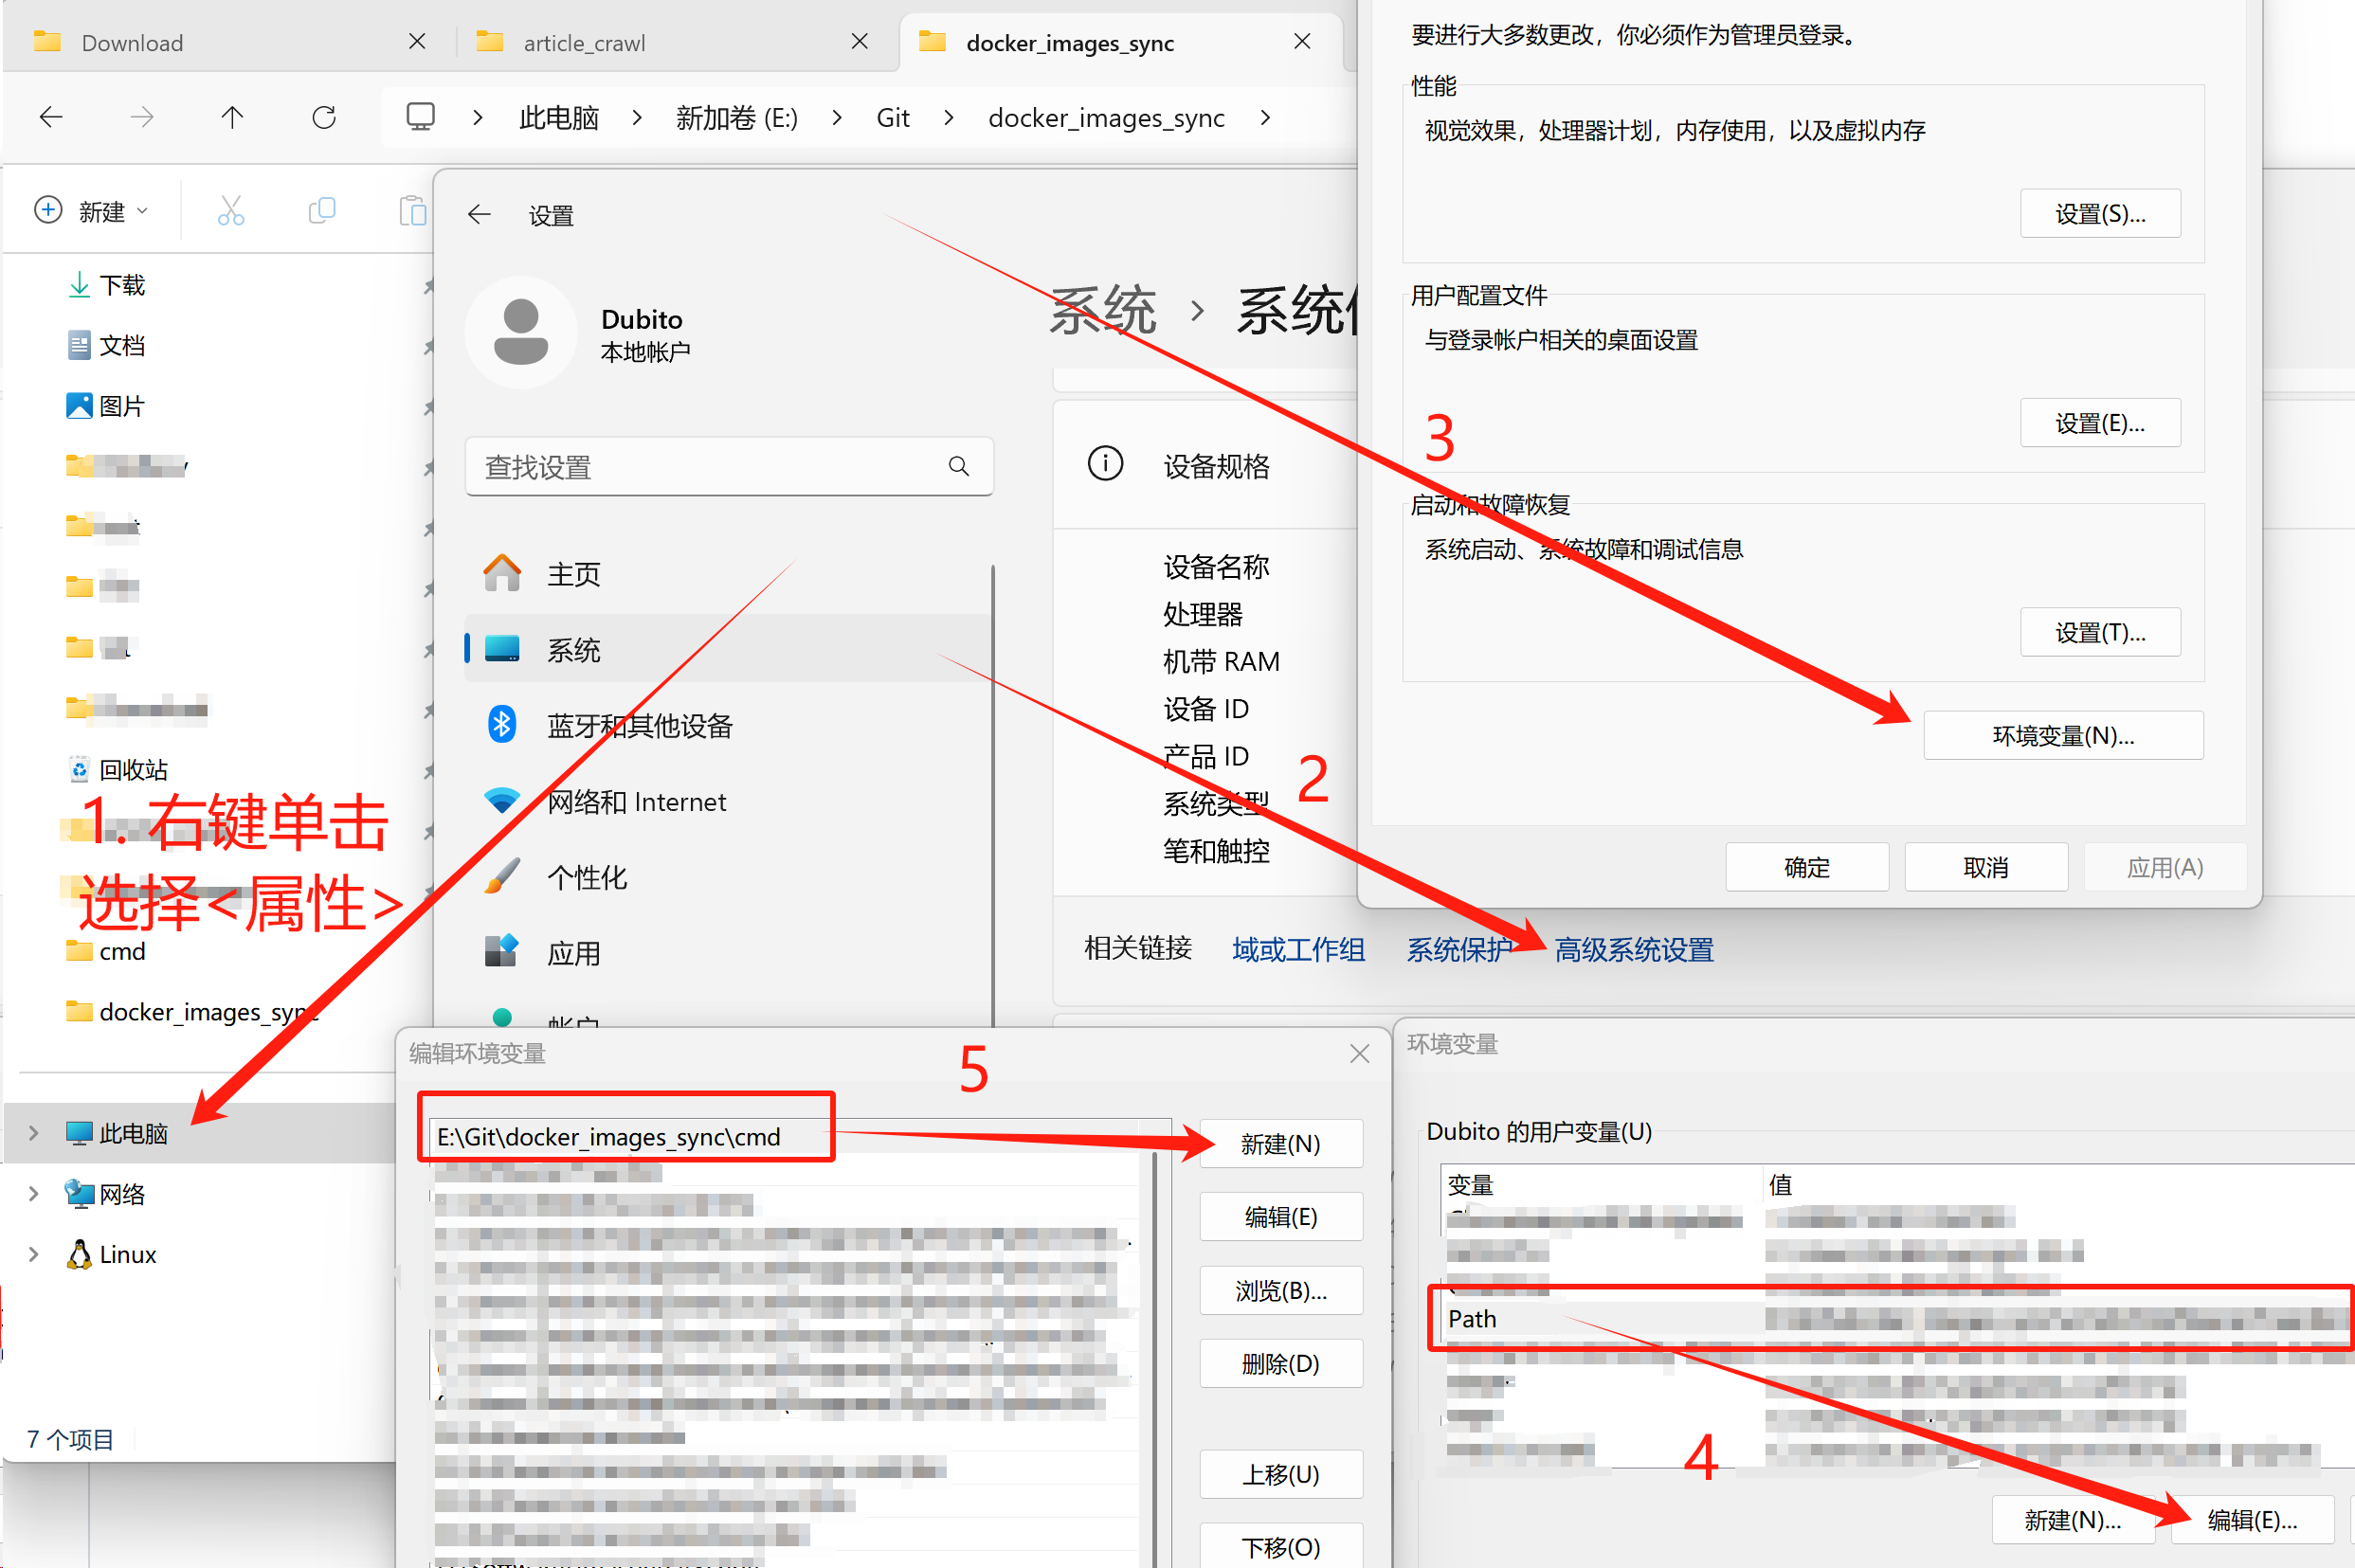 Download
article_crawl
docker_images_sync
此电脑
新加卷 (E:)
Git
docker_images_sync
新建
下载
文档
图片
回收站
1. 右键单击
选择<属性>
cmd
docker_images_sync
此电脑
网络
Linux
7 个项目
设置
Dubito
本地帐户
查找设置
主页
系统
蓝牙和其他设备
网络和 Internet
个性化
应用
帐户
系统
设备规格
设备名称
处理器
机带 RAM
设备 ID
产品 ID
系统类型
笔和触控
2
相关链接
域或工作组
系统保护
高级系统设置
要进行大多数更改，你必须作为管理员登录。
性能
视觉效果，处理器计划，内存使用，以及虚拟内存
设置(S)...
用户配置文件
与登录帐户相关的桌面设置
3
设置(E)...
启动和故障恢复
系统启动、系统故障和调试信息
设置(T)...
环境变量(N)...
确定
取消
应用(A)
编辑环境变量
5
E:\Git\docker_images_sync\cmd
新建(N)
编辑(E)
浏览(B)...
删除(D)
上移(U)
下移(O)
环境变量
Dubito 的用户变量(U)
变量
值
Path
4
新建(N)...
编辑(E)...